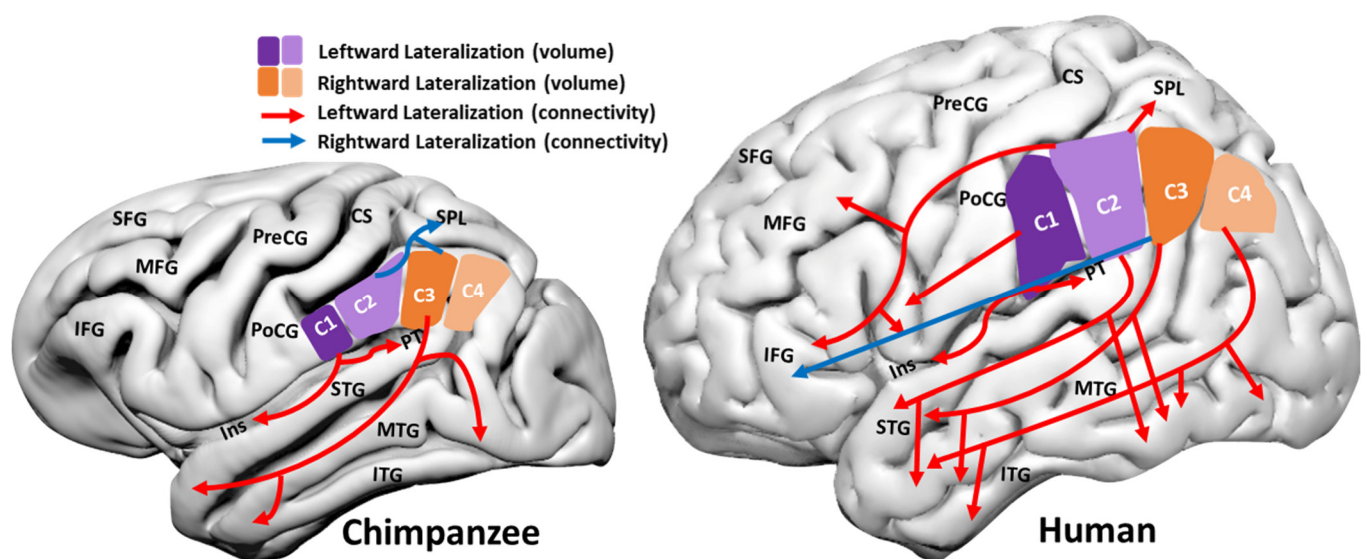 Leftward Lateralization (volume)
Rightward Lateralization (volume)
Leftward Lateralization (connectivity)
Rightward Lateralization (connectivity)
SFG
MFG
IFG
PreCG
CS
SPL
PoCG
C1
C2
C3
C4
PT
STG
Ins
MTG
ITG
Chimpanzee
CS
SPL
PreCG
SFG
MFG
PoCG
C1
C2
C3
C4
PT
IFG
Ins
MTG
STG
ITG
Human